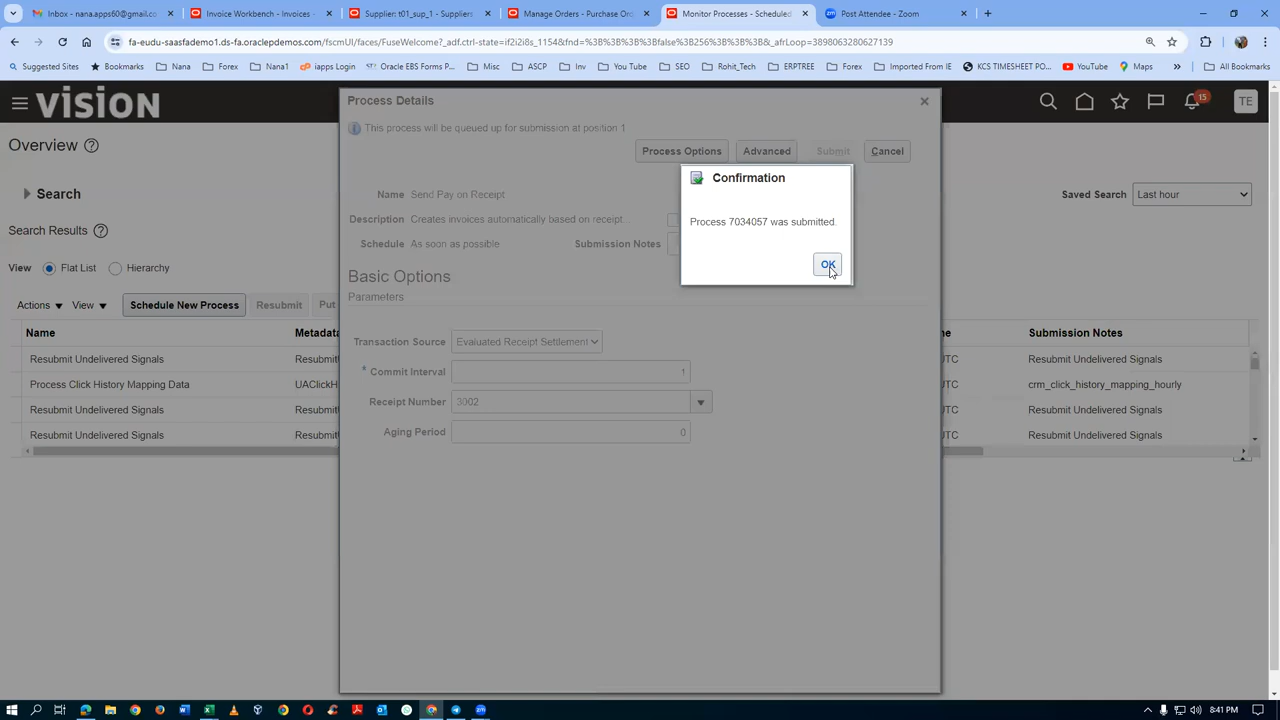 Inbox - nana.apps60@gmail.co
Invoice Workbench - Invoices -
Supplier: t01_sup_1 - Suppliers
Manage Orders - Purchase Ord
Monitor Processes - Scheduled
Post Attendee - Zoom
fa-eudu-saasfademo1.ds-fa.oraclepdemos.com/fscmUI/faces/FuseWelcome?_adf.ctrl-state=if2i2i8s_1154&fnd=%3B%3B%3B%3Bfalse%3B256%3B%3B%3B&_afrLoop=3898063280627139
Suggested Sites
Bookmarks
Nana
Forex
Nana1
iapps Login
Oracle EBS Forms P...
Misc
ASCP
Inv
You Tube
SEO
Rohit_Tech
ERPTREE
Forex
Imported From IE
KCS TIMESHEET PO...
YouTube
Maps
»
All Bookmarks
VISION
15
TE
Overview
Search
Saved Search Last hour
Search Results
View Flat List Hierarchy
Actions View Schedule New Process Resubmit Put
Name Metadata
Resubmit Undelivered Signals Resubmit
Process Click History Mapping Data UAClickH
Resubmit Undelivered Signals Resubmit
Resubmit Undelivered Signals Resubmit
ne Submission Notes
UTC Resubmit Undelivered Signals
UTC crm_click_history_mapping_hourly
UTC Resubmit Undelivered Signals
UTC Resubmit Undelivered Signals
Process Details
This process will be queued up for submission at position 1
Process Options Advanced Submit Cancel
Name Send Pay on Receipt
Description Creates invoices automatically based on receipt...
Schedule As soon as possible Submission Notes
Basic Options
Parameters
Transaction Source Evaluated Receipt Settlement
* Commit Interval 1
Receipt Number 3002
Aging Period 0
Confirmation
Process 7034057 was submitted.
OK
8:41 PM